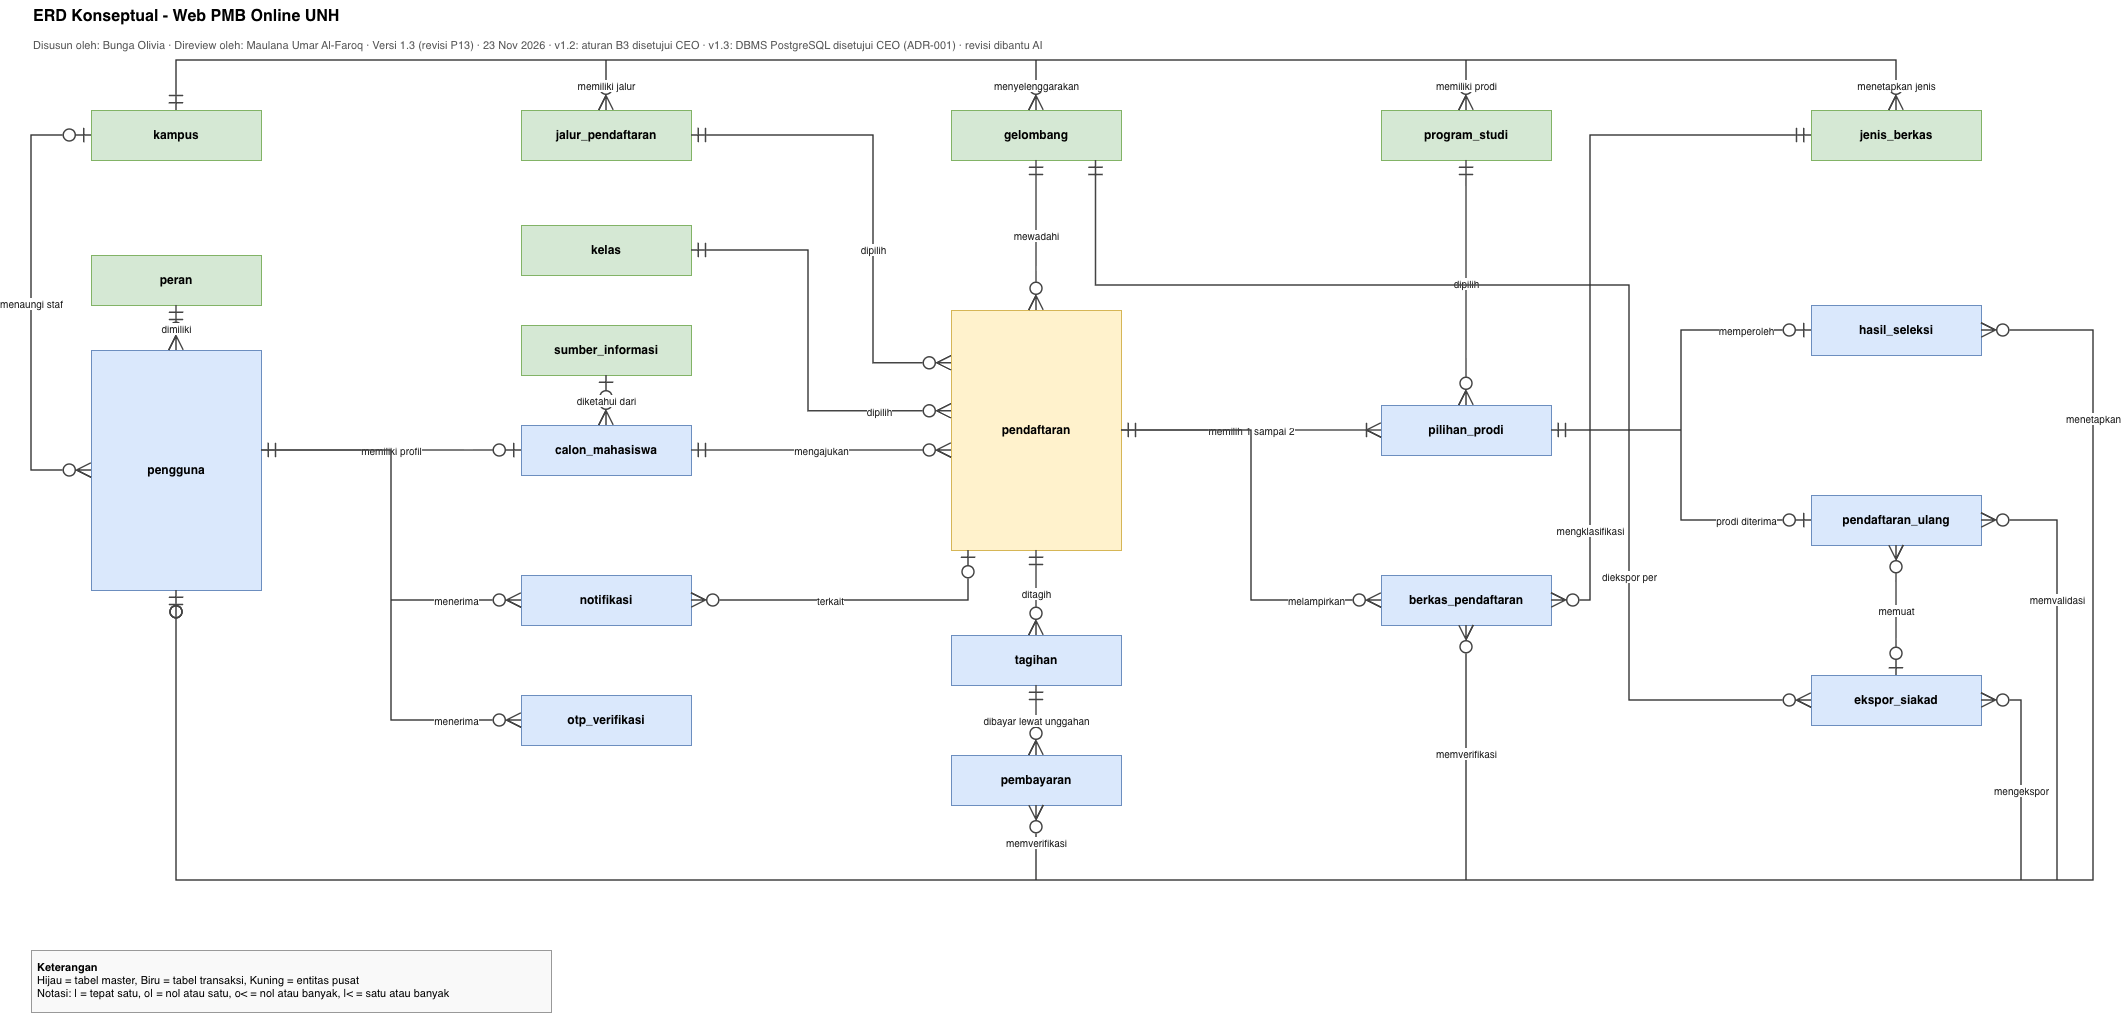 ERD Konseptual - Web PMB Online UNH
Disusun oleh: Bunga Olivia · Direview oleh: Maulana Umar Al-Faroq · Versi 1.3 (revisi P13) · 23 Nov 2026 · v1.2: aturan B3 disetujui CEO · v1.3: DBMS PostgreSQL disetujui CEO (ADR-001) · revisi dibantu AI
memiliki jalur
menyelenggarakan
memiliki prodi
menetapkan jenis
kampus
jalur_pendaftaran
gelombang
program_studi
jenis_berkas
mewadahi
kelas
dipilih
peran
dipilih
menaungi staf
dimiliki
sumber_informasi
memperoleh
hasil_seleksi
diketahui dari
dipilih
menetapkan
pendaftaran
memilih 1 sampai 2
pilihan_prodi
memiliki profil
calon_mahasiswa
mengajukan
pengguna
prodi diterima
pendaftaran_ulang
mengklasifikasi
diekspor per
ditagih
menerima
notifikasi
terkait
melampirkan
berkas_pendaftaran
memuat
memvalidasi
tagihan
ekspor_siakad
menerima
otp_verifikasi
dibayar lewat unggahan
memverifikasi
pembayaran
mengekspor
memverifikasi
Keterangan
Hijau = tabel master, Biru = tabel transaksi, Kuning = entitas pusat
Notasi: l = tepat satu, ol = nol atau satu, o< = nol atau banyak, l< = satu atau banyak